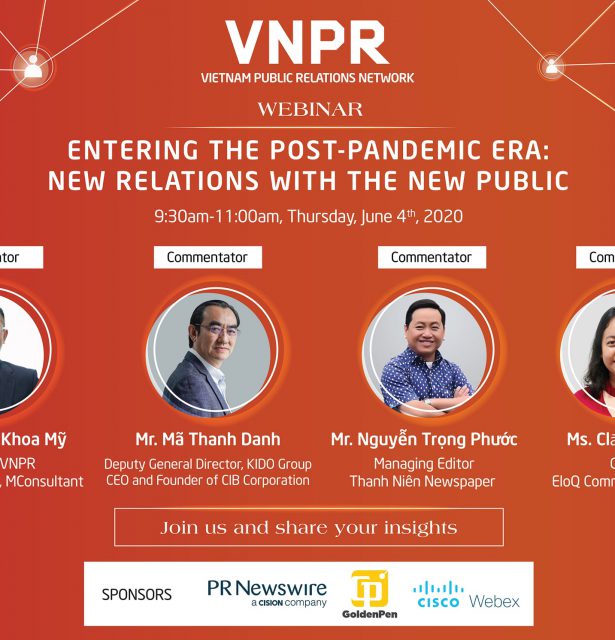 VNPR
VIETNAM PUBLIC RELATIONS NETWORK
WEBINAR
ENTERING THE POST-PANDEMIC ERA:
NEW RELATIONS WITH THE NEW PUBLIC
9:30am-11:00am, Thursday, June 4th, 2020
Commentator
Commentator
Khoa Mỹ
VNPR
MConsultant
Mr. Mã Thanh Danh
Deputy General Director, KIDO Group
CEO and Founder of CIB Corporation
Mr. Nguyễn Trọng Phước
Managing Editor
Thanh Niên Newspaper
Ms.
EloQ
Join us and share your insights
SPONSORS
PR Newswire
a CISION company
GoldenPen
CISCO Webex